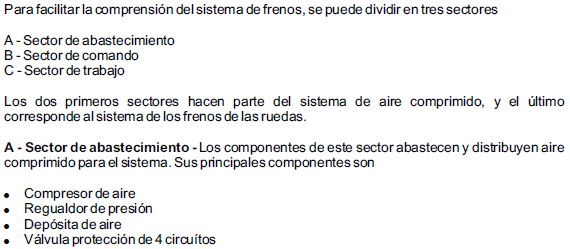 Para facilitar la comprensión del sistema de frenos, se puede dividir en tres sectores
A - Sector de abastecimiento
B - Sector de comando
C - Sector de trabajo
Los dos primeros sectores hacen parte del sistema de aire comprimido, y el último
corresponde al sistema de los frenos de las ruedas.
A - Sector de abastecimiento - Los componentes de este sector abastecen y distribuyen aire
comprimido para el sistema. Sus principales componentes son
● Compresor de aire
● Regualdor de presión
● Depósita de aire
● Válvula protección de 4 circuítos